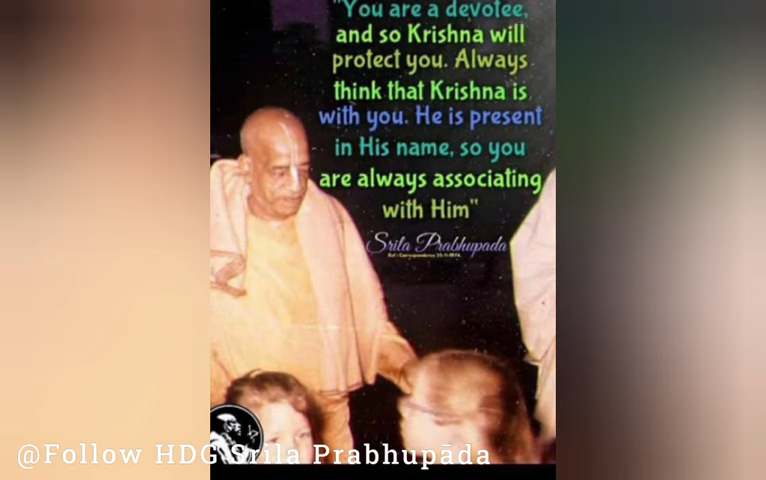 "You are a devotee,
and so Krishna will
protect you. Always
think that Krishna is
with you. He is present
in His name, so you
are always associating
with Him"
Srila Prabhupada
@Follow HDG Srila Prabhupāda